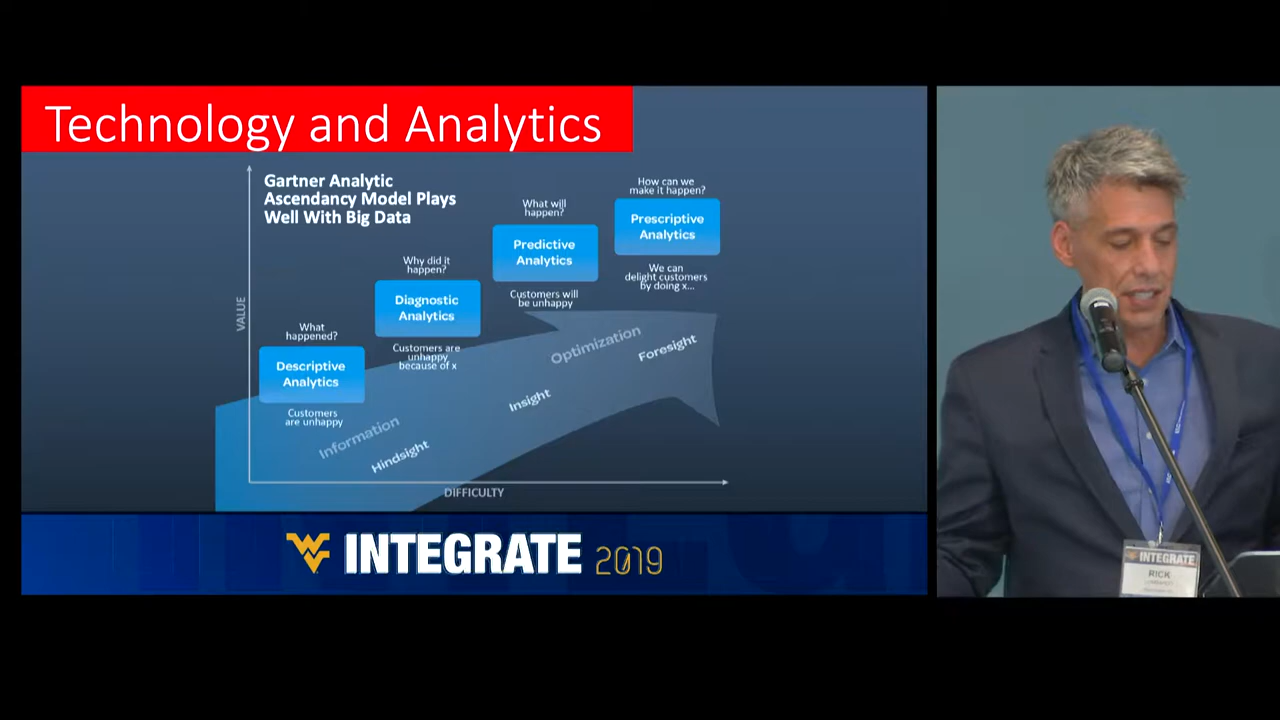 Technology and Analytics
Gartner Analytic
Ascendancy Model Plays
Well With Big Data
How can we
make it happen?
Prescriptive
Analytics
We can
delight customers
by doing x...
What will
happen?
Predictive
Analytics
Customers will
be unhappy
Why did it
happen?
Diagnostic
Analytics
Customers are
unhappy
because of x
What
happened?
Descriptive
Analytics
Customers
are unhappy
VALUE
Information
Hindsight
Insight
Optimization
Foresight
DIFFICULTY
WV INTEGRATE 2019
INTEGRATE
RICK